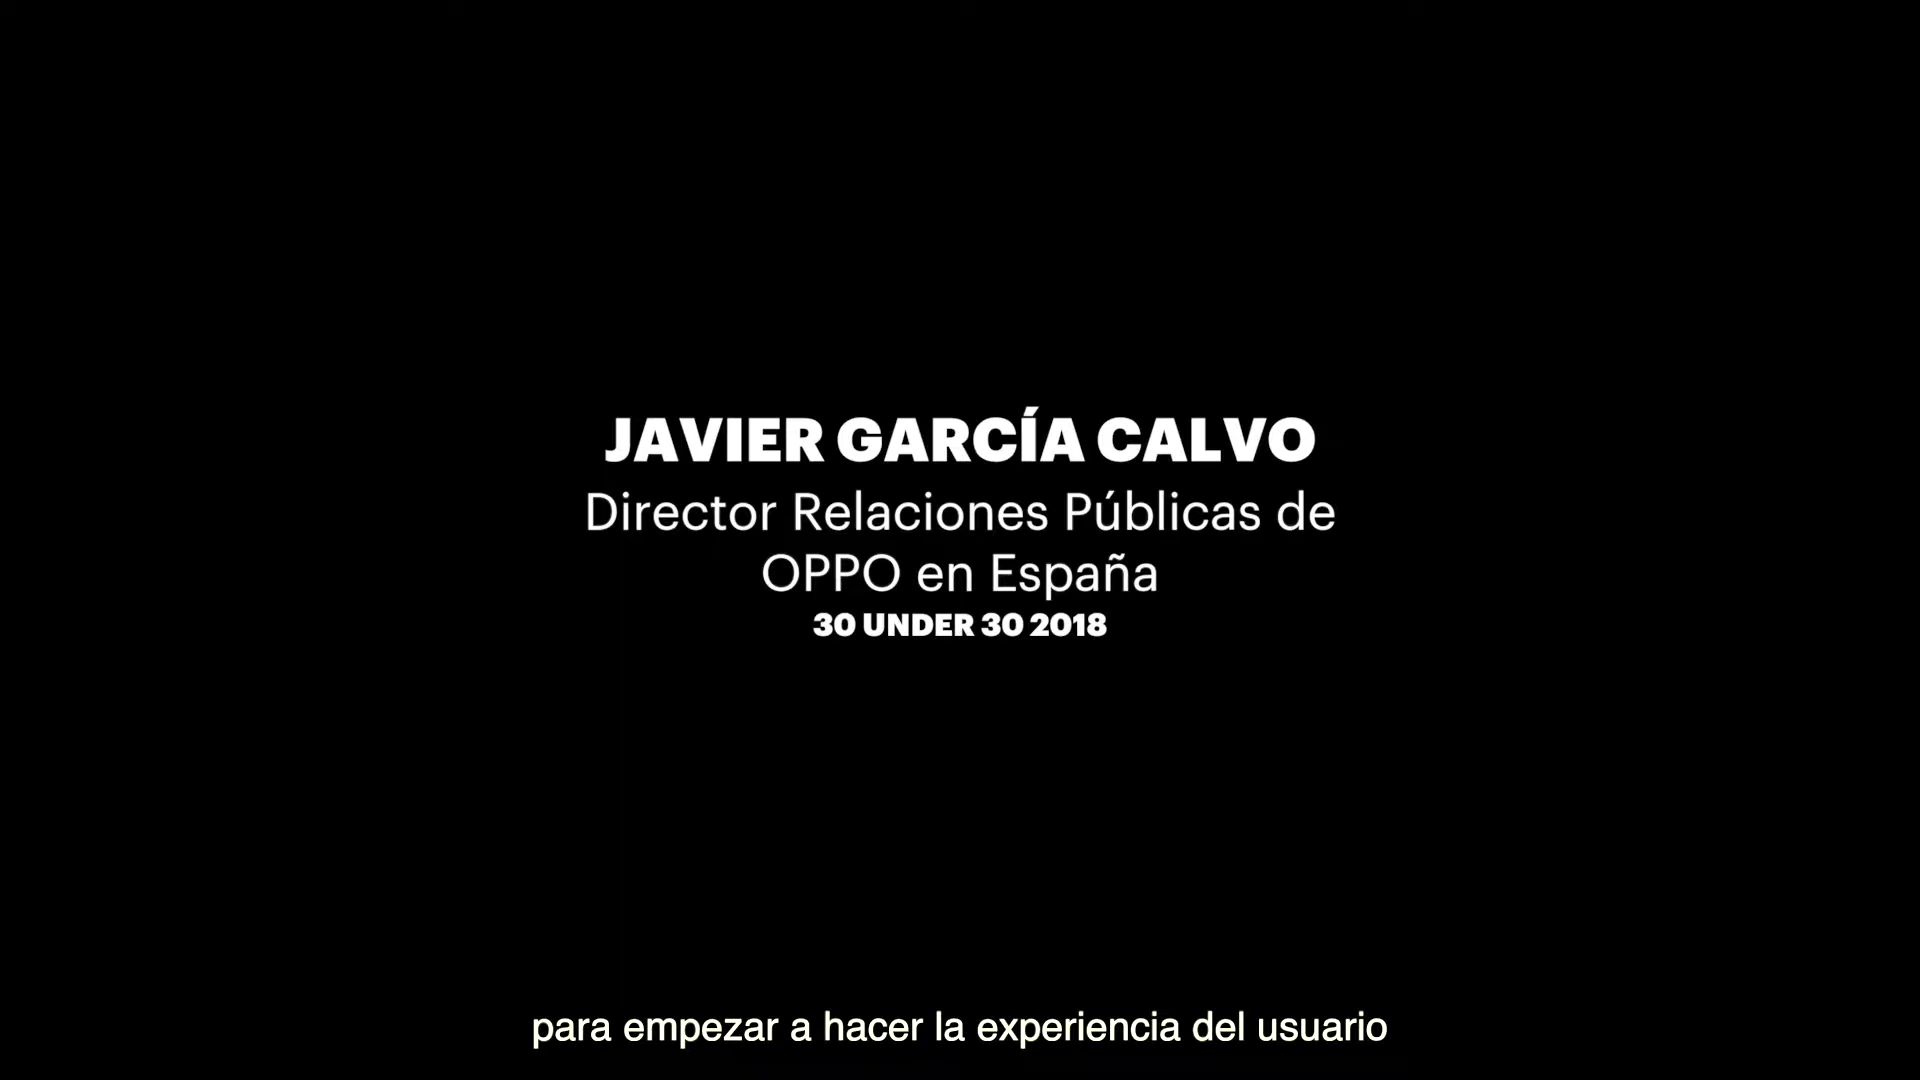 JAVIER GARCÍA CALVO
Director Relaciones Públicas de
OPPO en España
30 UNDER 30 2018
para empezar a hacer la experiencia del usuario